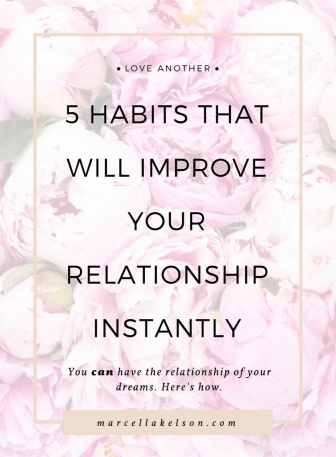 • LOVE ANOTHER •
5 HABITS THAT
WILL IMPROVE
YOUR
RELATIONSHIP
INSTANTLY
You can have the relationship of your
dreams. Here's how.
marcellakelson.com